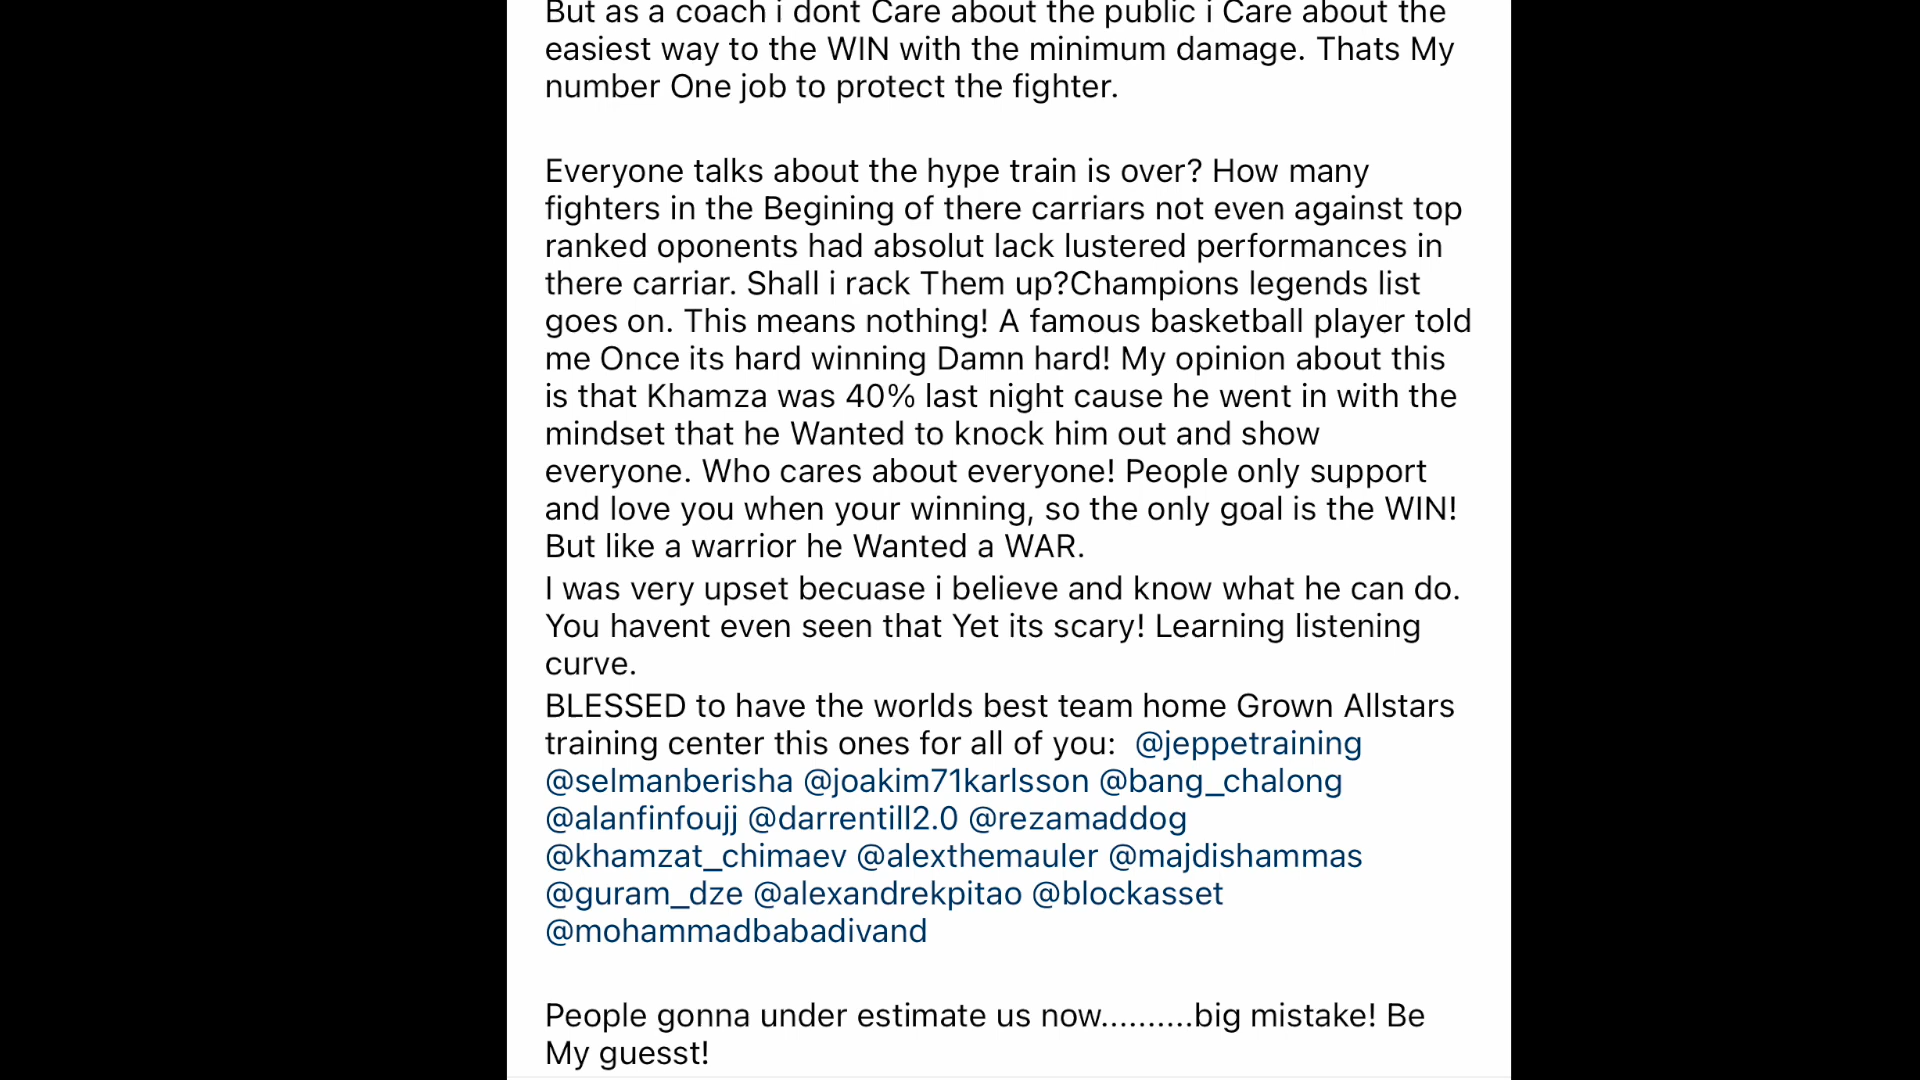 But as a coach i dont Care about the public i Care about the
easiest way to the WIN with the minimum damage. Thats My
number One job to protect the fighter.
Everyone talks about the hype train is over? How many
fighters in the Begining of there carriars not even against top
ranked oponents had absolut lack lustered performances in
there carriar. Shall i rack Them up?Champions legends list
goes on. This means nothing! A famous basketball player told
me Once its hard winning Damn hard! My opinion about this
is that Khamza was 40% last night cause he went in with the
mindset that he Wanted to knock him out and show
everyone. Who cares about everyone! People only support
and love you when your winning, so the only goal is the WIN!
But like a warrior he Wanted a WAR.
I was very upset becuase i believe and know what he can do.
You havent even seen that Yet its scary! Learning listening
curve.
BLESSED to have the worlds best team home Grown Allstars
training center this ones for all of you:  @jeppetraining
@selmanberisha @joakim71karlsson @bang_chalong
@alanfinfoujj @darrentill2.0 @rezamaddog
@khamzat_chimaev @alexthemauler @majdishammas
@guram_dze @alexandrekpitao @blockasset
@mohammadbabadivand
People gonna under estimate us now..........big mistake! Be
My guesst!